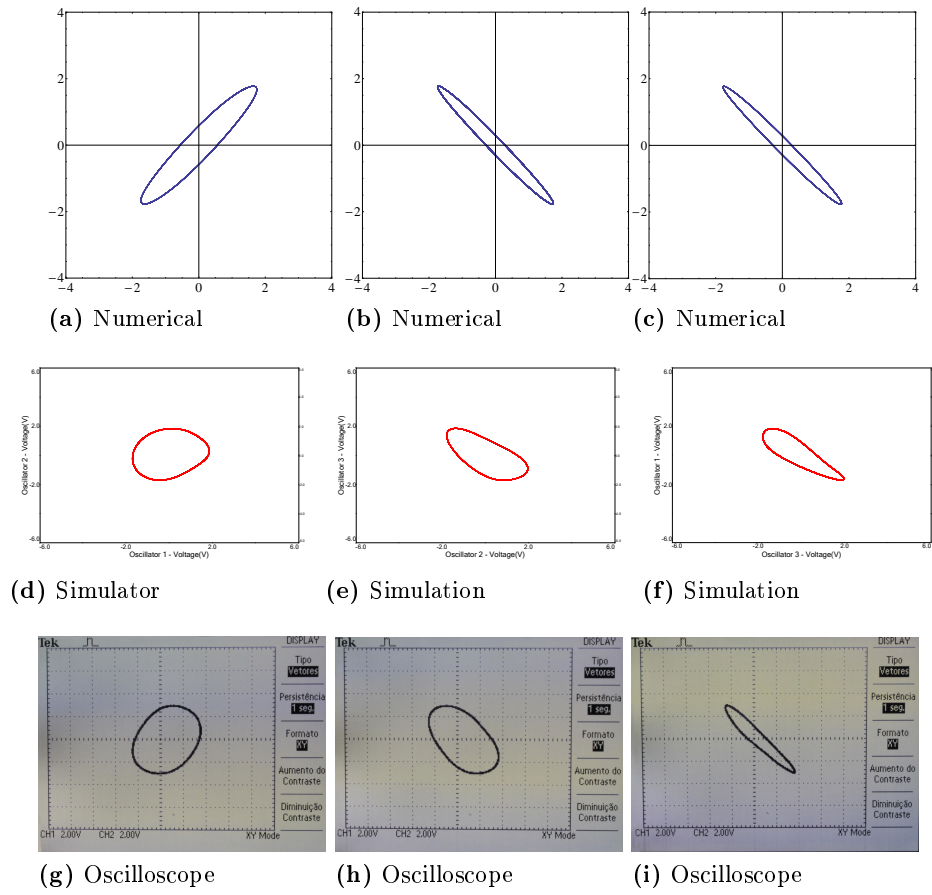 4
2
0
−2
−4
−4 −2 0 2 4
4
2
0
−2
−4
−4 −2 0 2 4
4
2
0
−2
−4
−4 −2 0 2 4
(a) Numerical
(b) Numerical
(c) Numerical
6.0
2.0
-2.0
-6.0
Oscillator 2 - Voltage(V)
-6.0 -2.0 2.0 6.0
Oscillator 1 - Voltage(V)
6.0
2.0
-2.0
-6.0
Oscillator 3 - Voltage(V)
-6.0 -2.0 2.0 6.0
Oscillator 2 - Voltage(V)
6.0
2.0
-2.0
-6.0
Oscillator 1 - Voltage(V)
-6.0 -2.0 2.0 6.0
Oscillator 3 - Voltage(V)
(d) Simulator
(e) Simulation
(f) Simulation
Tek
DISPLAY
Tipo
Vetores
Persistência
1 seg.
Formato
XY
Aumento do
Contraste
Diminuição
Contraste
CH1 2.00V CH2 2.00V XY Mode
Tek
DISPLAY
Tipo
Vetores
Persistência
1 seg.
Formato
XY
Aumento do
Contraste
Diminuição
Contraste
CH1 2.00V CH2 2.00V XY Mode
Tek
DISPLAY
Tipo
Vetores
Persistência
1 seg.
Formato
XY
Aumento do
Contraste
Diminuição
Contraste
CH1 2.00V CH2 2.00V XY Mode
(g) Oscilloscope
(h) Oscilloscope
(i) Oscilloscope